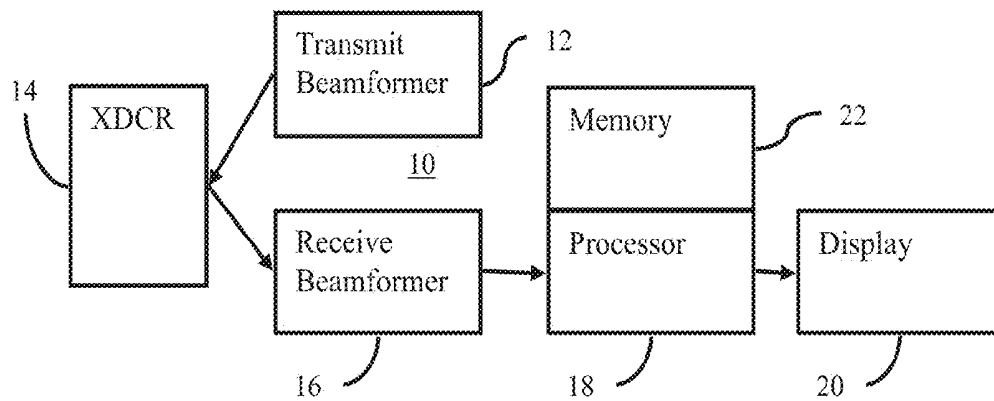 Transmit
Beamformer
12
14
XDCR
Memory
22
10
Receive
Beamformer
Processor
Display
16
18
20